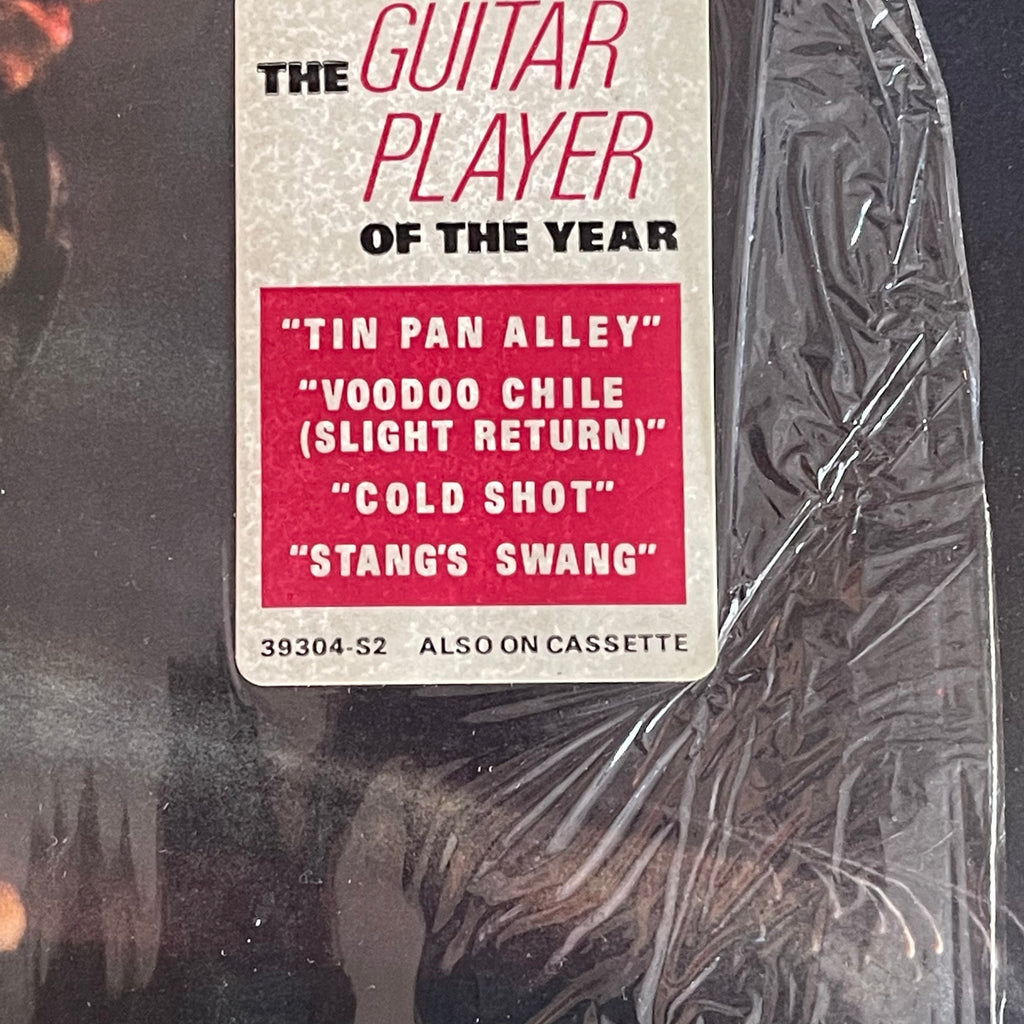 THE GUITAR
PLAYER
OF THE YEAR
"TIN PAN ALLEY"
"VOODOO CHILE
(SLIGHT RETURN)"
"COLD SHOT"
"STANG'S SWANG"
39304-S2 ALSO ON CASSETTE